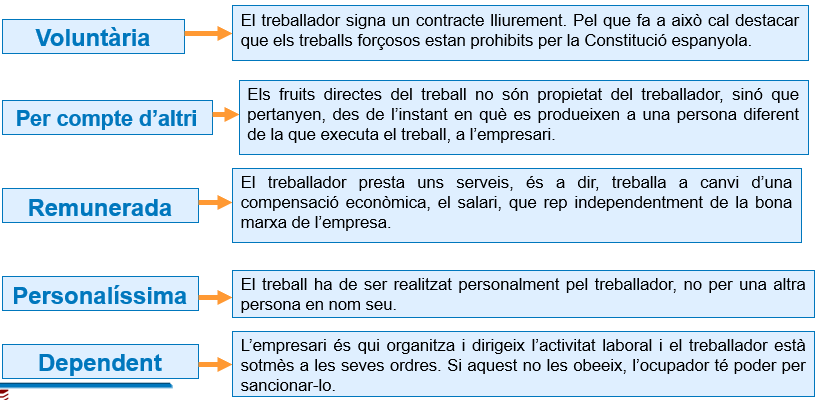 Voluntària
El treballador signa un contracte lliurement. Pel que fa a això cal destacar
que els treballs forçosos estan prohibits per la Constitució espanyola.
Per compte d’altri
Els fruits directes del treball no són propietat del treballador, sinó que
pertanyen, des de l’instant en què es produeixen a una persona diferent
de la que executa el treball, a l’empresari.
Remunerada
El treballador presta uns serveis, és a dir, treballa a canvi d’una
compensació econòmica, el salari, que rep independentment de la bona
marxa de l’empresa.
Personalíssima
El treball ha de ser realitzat personalment pel treballador, no per una altra
persona en nom seu.
Dependent
L’empresari és qui organitza i dirigeix l’activitat laboral i el treballador està
sotmès a les seves ordres. Si aquest no les obeeix, l’ocupador té poder per
sancionar-lo.